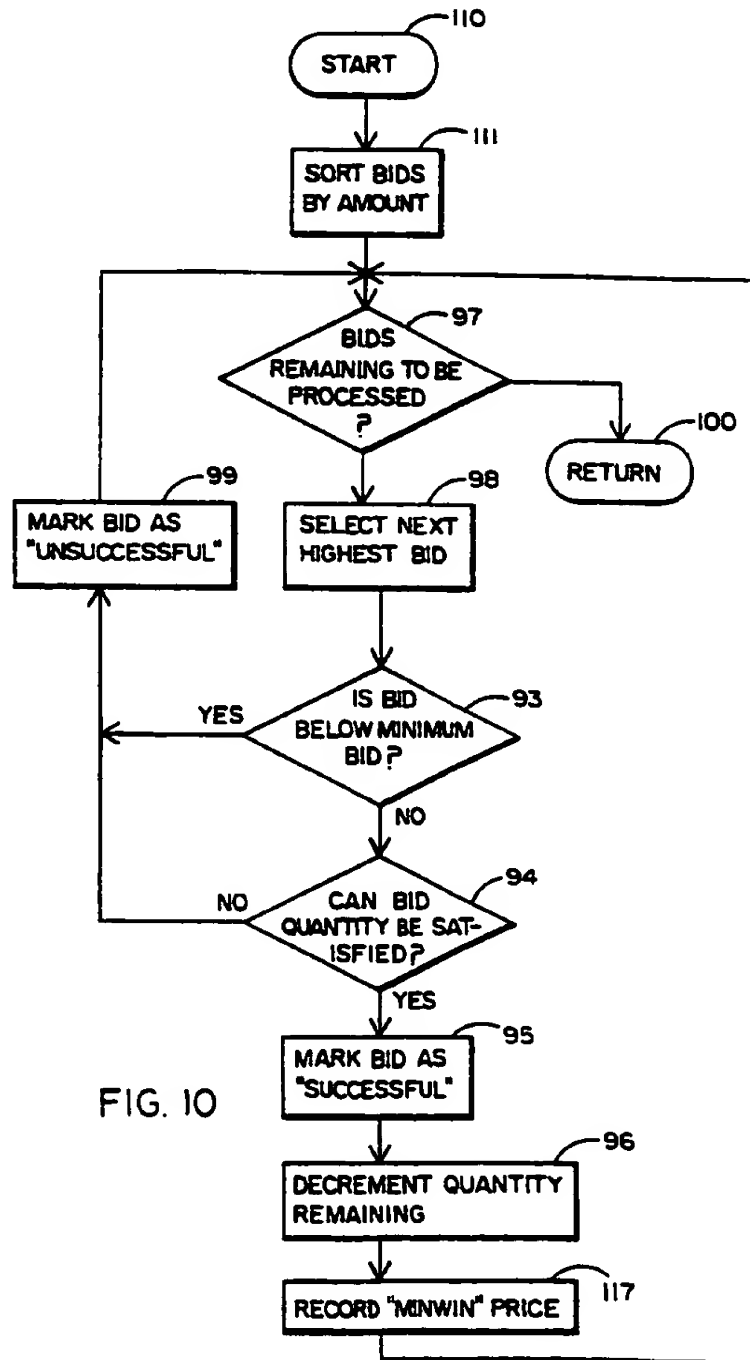 110
START
111
SORT BIDS
BY AMOUNT
97
BIDS
REMAINING TO BE
PROCESSED
?
100
RETURN
99
MARK BID AS
"UNSUCCESSFUL"
98
SELECT NEXT
HIGHEST BID
93
IS BID
BELOW MINIMUM
BID?
YES
NO
94
CAN BID
QUANTITY BE SAT-
ISFIED?
NO
YES
95
MARK BID AS
"SUCCESSFUL"
FIG. 10
96
DECREMENT QUANTITY
REMAINING
117
RECORD "MINWIN" PRICE